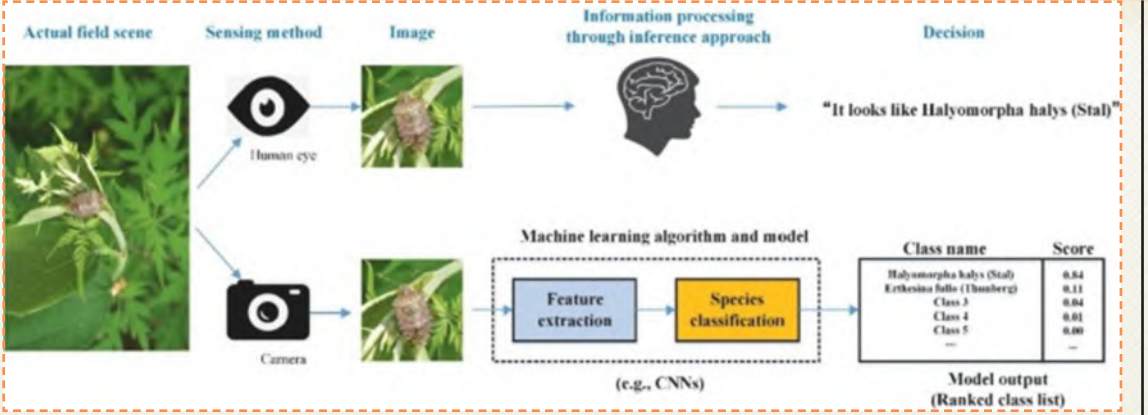 Actual field scene
Sensing method
Image
Information processing
through inference approach
Decision
Human eye
"It looks like Halyomorpha halys (Stal)"
Camera
Machine learning algorithm and model
Feature
extraction
Species
classification
(e.g., CNNs)
Class name Score
Halyomorpha halys (Stal) 0.84
Erthesina fullo (Thunberg) 0.11
Class 3 0.04
Class 4 0.01
Class 5 0.00
... ...
Model output
(Ranked class list)